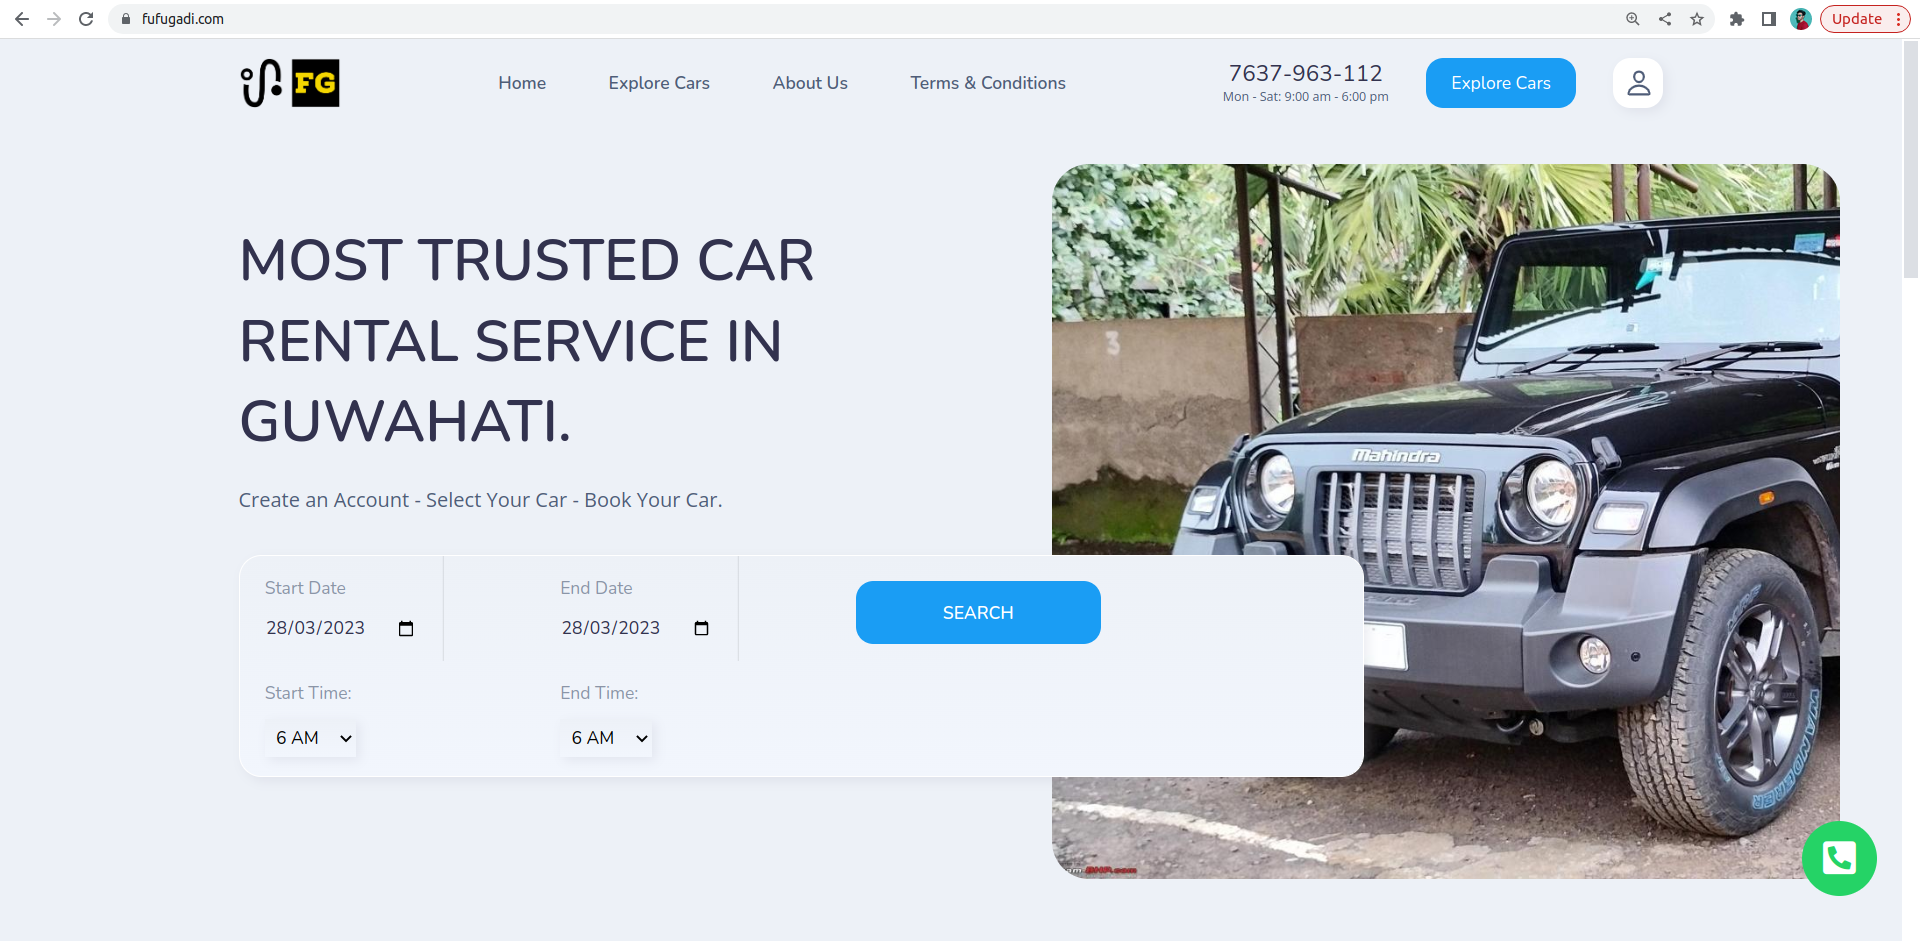 fufugadi.com
Update
FG
Home
Explore Cars
About Us
Terms & Conditions
7637-963-112
Mon - Sat: 9:00 am - 6:00 pm
Explore Cars
MOST TRUSTED CAR
RENTAL SERVICE IN
GUWAHATI.
Create an Account - Select Your Car - Book Your Car.
Start Date
28/03/2023
End Date
28/03/2023
SEARCH
Start Time:
6 AM
End Time:
6 AM
3
Mahindra
WANDERER